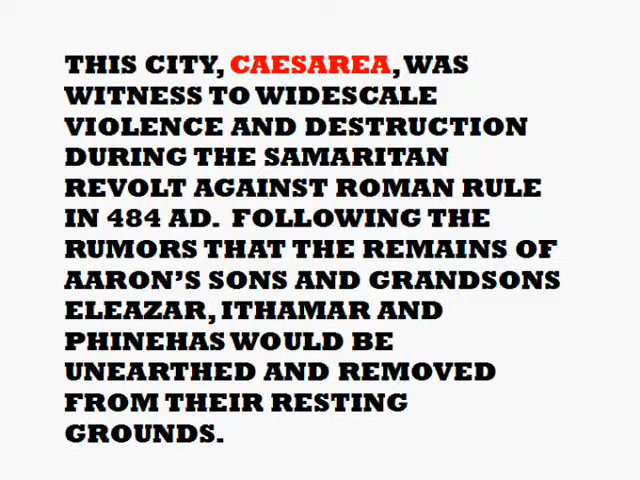 THIS CITY, CAESAREA, WAS
WITNESS TO WIDESCALE
VIOLENCE AND DESTRUCTION
DURING THE SAMARITAN
REVOLT AGAINST ROMAN RULE
IN 484 AD. FOLLOWING THE
RUMORS THAT THE REMAINS OF
AARON'S SONS AND GRANDSONS
ELEAZAR, ITHAMAR AND
PHINEHAS WOULD BE
UNEARTHED AND REMOVED
FROM THEIR RESTING
GROUNDS.